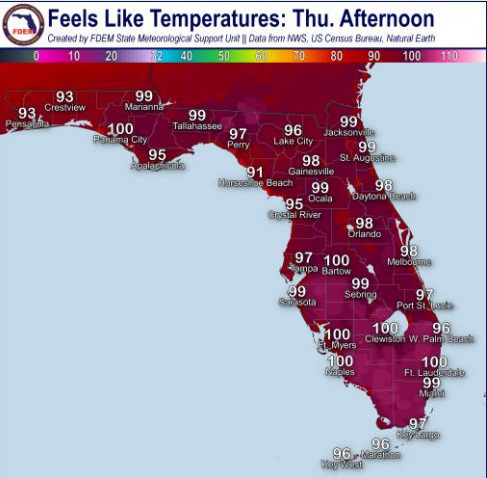 Feels Like Temperatures: Thu. Afternoon
Created by FDEM State Meteorological Support Unit || Data from NWS, US Census Bureau, Natural Earth
FDEM
0 10 20 32 40 50 60 70 80 90 100 110
93
Crestview
99
Marianna
93
Pensacola
99
Tallahassee
100
Panama City
97
Perry
96
Lake City
99
Jacksonville
95
Apalachicola
99
St. Augustine
91
Horseshoe Beach
98
Gainesville
99
Ocala
98
Daytona Beach
95
Crystal River
98
Orlando
98
Melbourne
97
Tampa
100
Bartow
99
Sarasota
99
Sebring
97
Port St. Lucie
100
Ft. Myers
100
Clewiston
96
W. Palm Beach
100
Naples
100
Ft. Lauderdale
99
Miami
97
Key Largo
96
Marathon
96
Key West